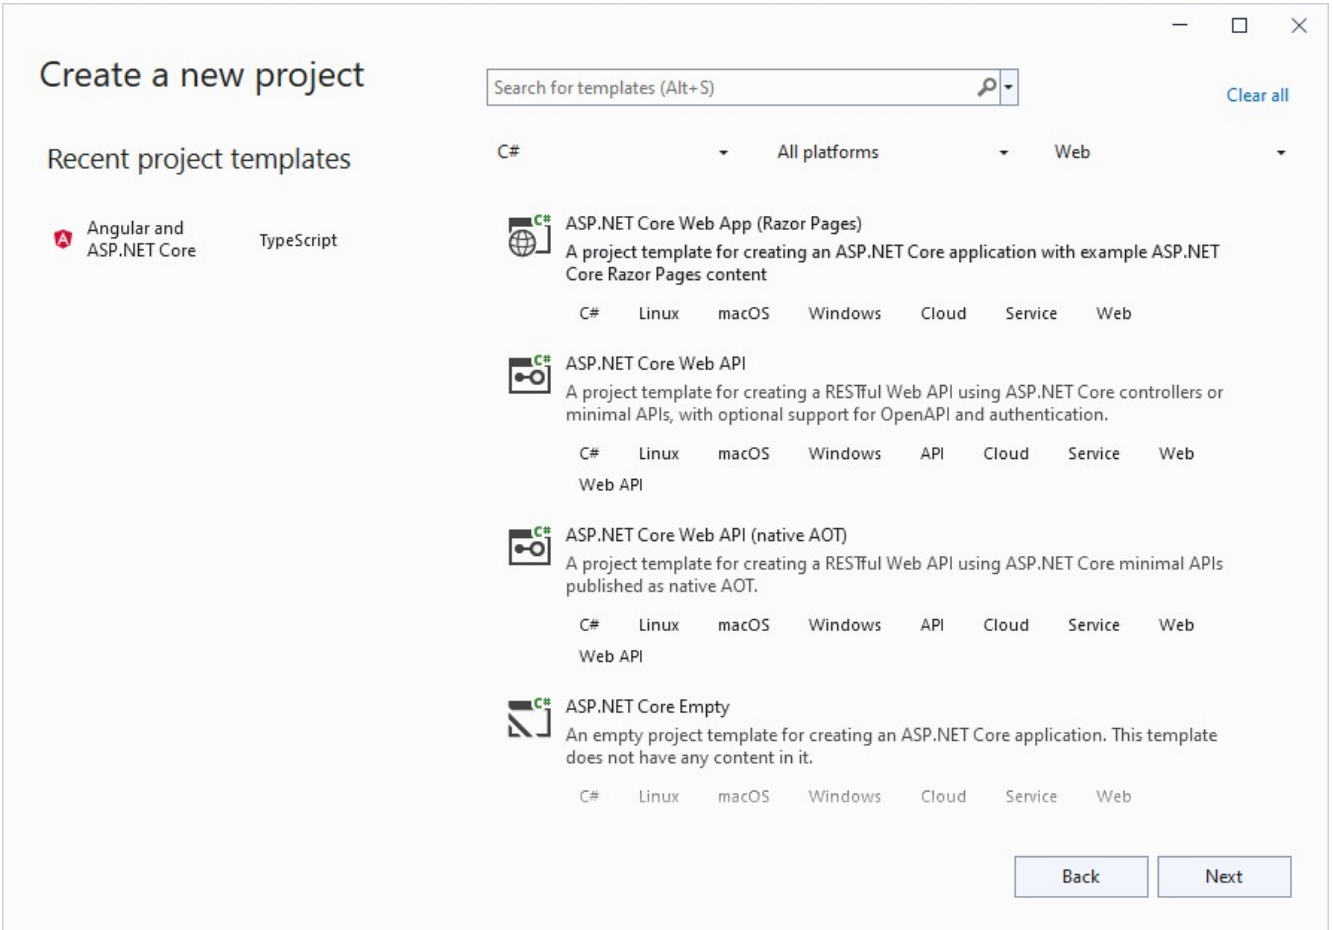 Create a new project
Search for templates (Alt+S)
Clear all
Recent project templates
C#
All platforms
Web
Angular and
ASP.NET Core
TypeScript
C#
ASP.NET Core Web App (Razor Pages)
A project template for creating an ASP.NET Core application with example ASP.NET
Core Razor Pages content
C# Linux macOS Windows Cloud Service Web
C#
ASP.NET Core Web API
A project template for creating a RESTful Web API using ASP.NET Core controllers or
minimal APIs, with optional support for OpenAPI and authentication.
C# Linux macOS Windows API Cloud Service Web
Web API
C#
ASP.NET Core Web API (native AOT)
A project template for creating a RESTful Web API using ASP.NET Core minimal APIs
published as native AOT.
C# Linux macOS Windows API Cloud Service Web
Web API
C#
ASP.NET Core Empty
An empty project template for creating an ASP.NET Core application. This template
does not have any content in it.
C# Linux macOS Windows Cloud Service Web
Back
Next